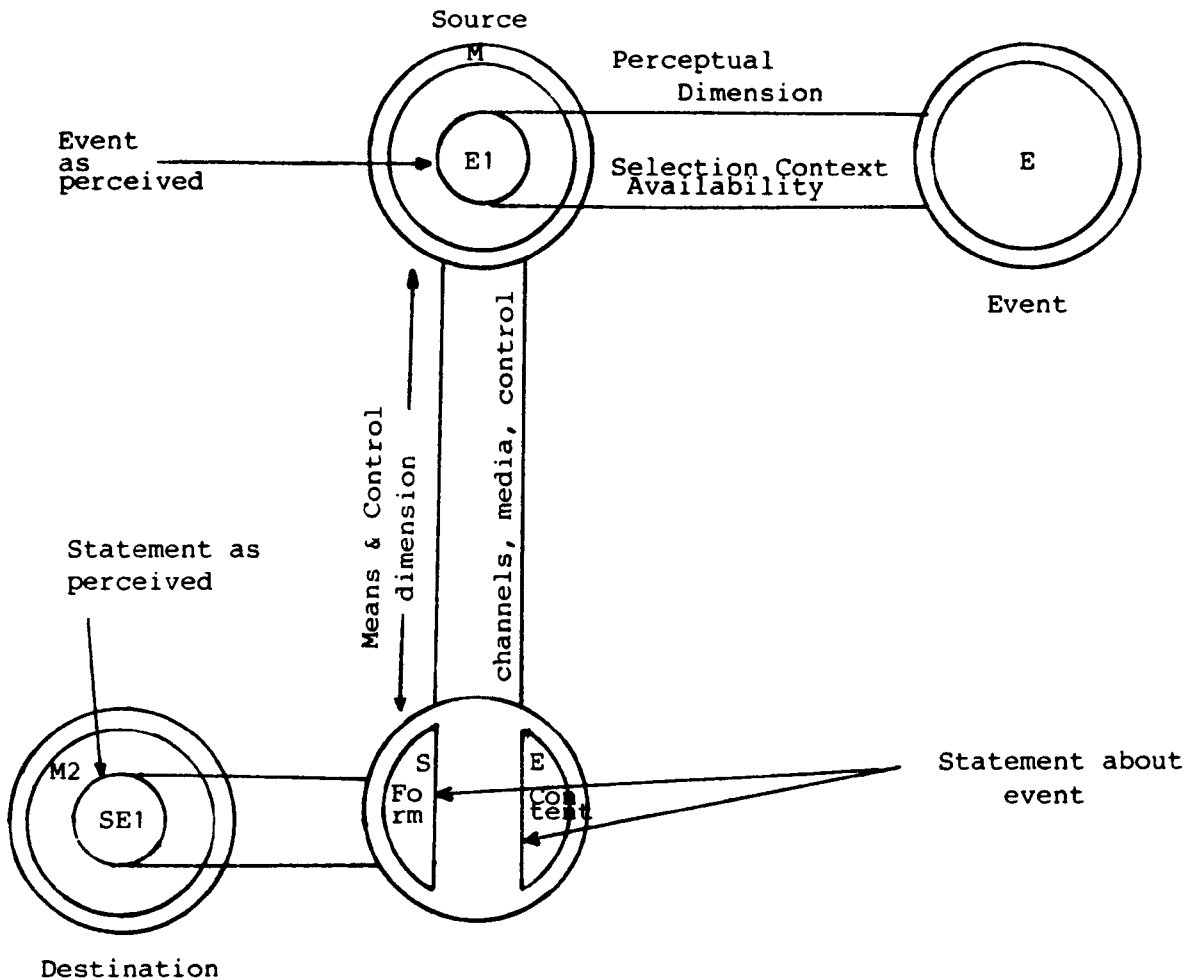 Source
M
Perceptual
Dimension
Event
as
perceived
E1
Selection Context
Availability
E
Event
Means & Control
dimension
channels, media, control
Statement as
perceived
M2
SE1
S
Fo
rm
E
Con
tent
Statement about
event
Destination